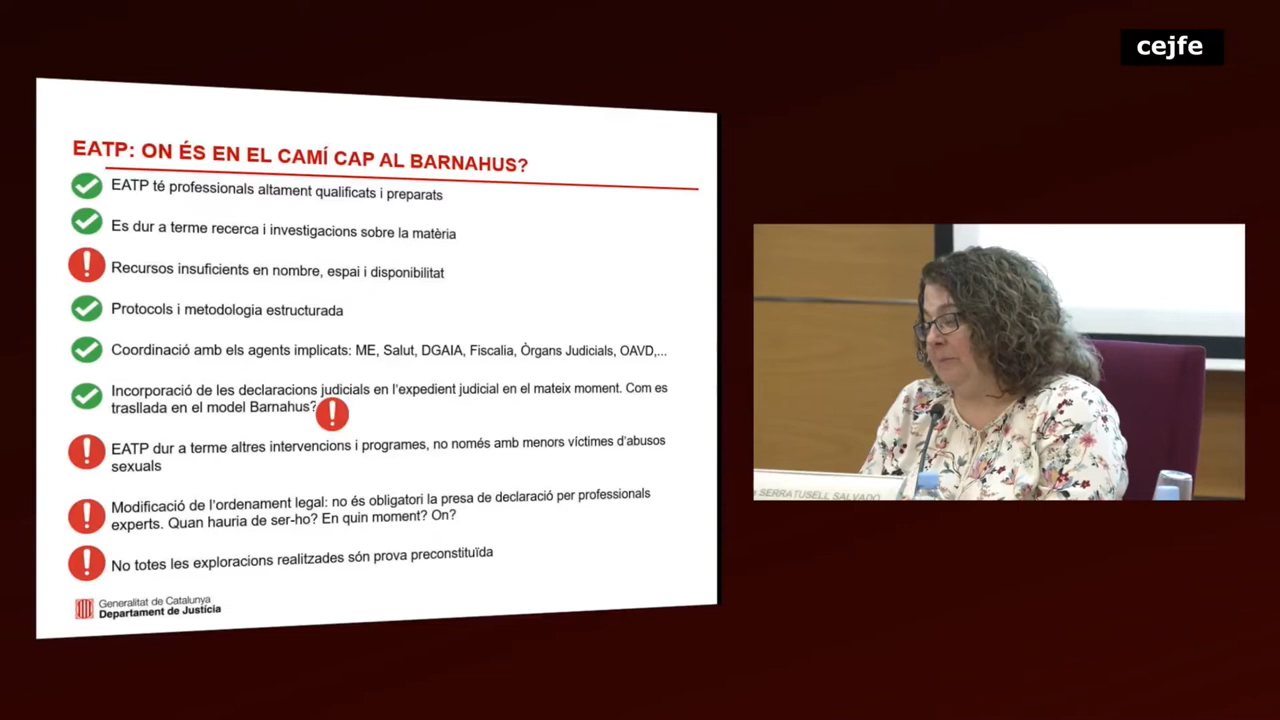 cejfe
EATP: ON ÉS EN EL CAMÍ CAP AL BARNAHUS?
EATP té professionals altament qualificats i preparats
Es dur a terme recerca i investigacions sobre la matèria
Recursos insuficients en nombre, espai i disponibilitat
Protocols i metodologia estructurada
Coordinació amb els agents implicats: ME, Salut, DGAIA, Fiscalia, Òrgans Judicials, OAVD,...
Incorporació de les declaracions judicials en l'expedient judicial en el mateix moment. Com es
trasllada en el model Barnahus?
EATP dur a terme altres intervencions i programes, no només amb menors víctimes d'abusos
sexuals
Modificació de l'ordenament legal: no és obligatori la presa de declaració per professionals
experts. Quan hauria de ser-ho? En quin moment? On?
No totes les exploracions realitzades són prova preconstituïda
Generalitat de Catalunya
Departament de Justícia
SERRATUSELL SALVADÓ